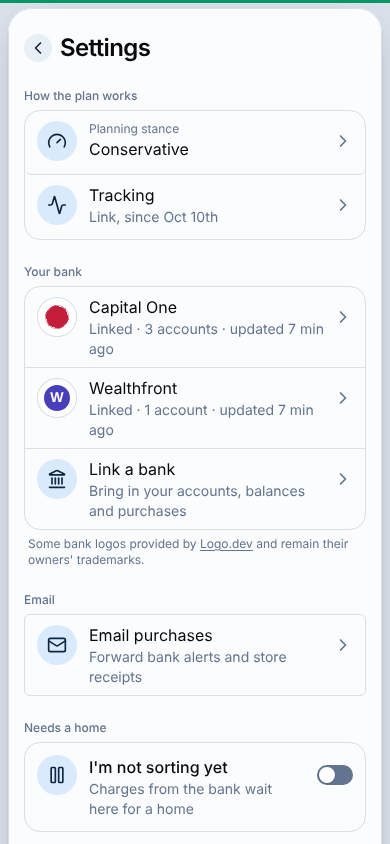 Settings
How the plan works
Planning stance
Conservative
Tracking
Link, since Oct 10th
Your bank
Capital One
Linked · 3 accounts · updated 7 min
ago
W
Wealthfront
Linked · 1 account · updated 7 min
ago
Link a bank
Bring in your accounts, balances
and purchases
Some bank logos provided by Logo.dev and remain their
owners' trademarks.
Email
Email purchases
Forward bank alerts and store
receipts
Needs a home
I'm not sorting yet
Charges from the bank wait
here for a home